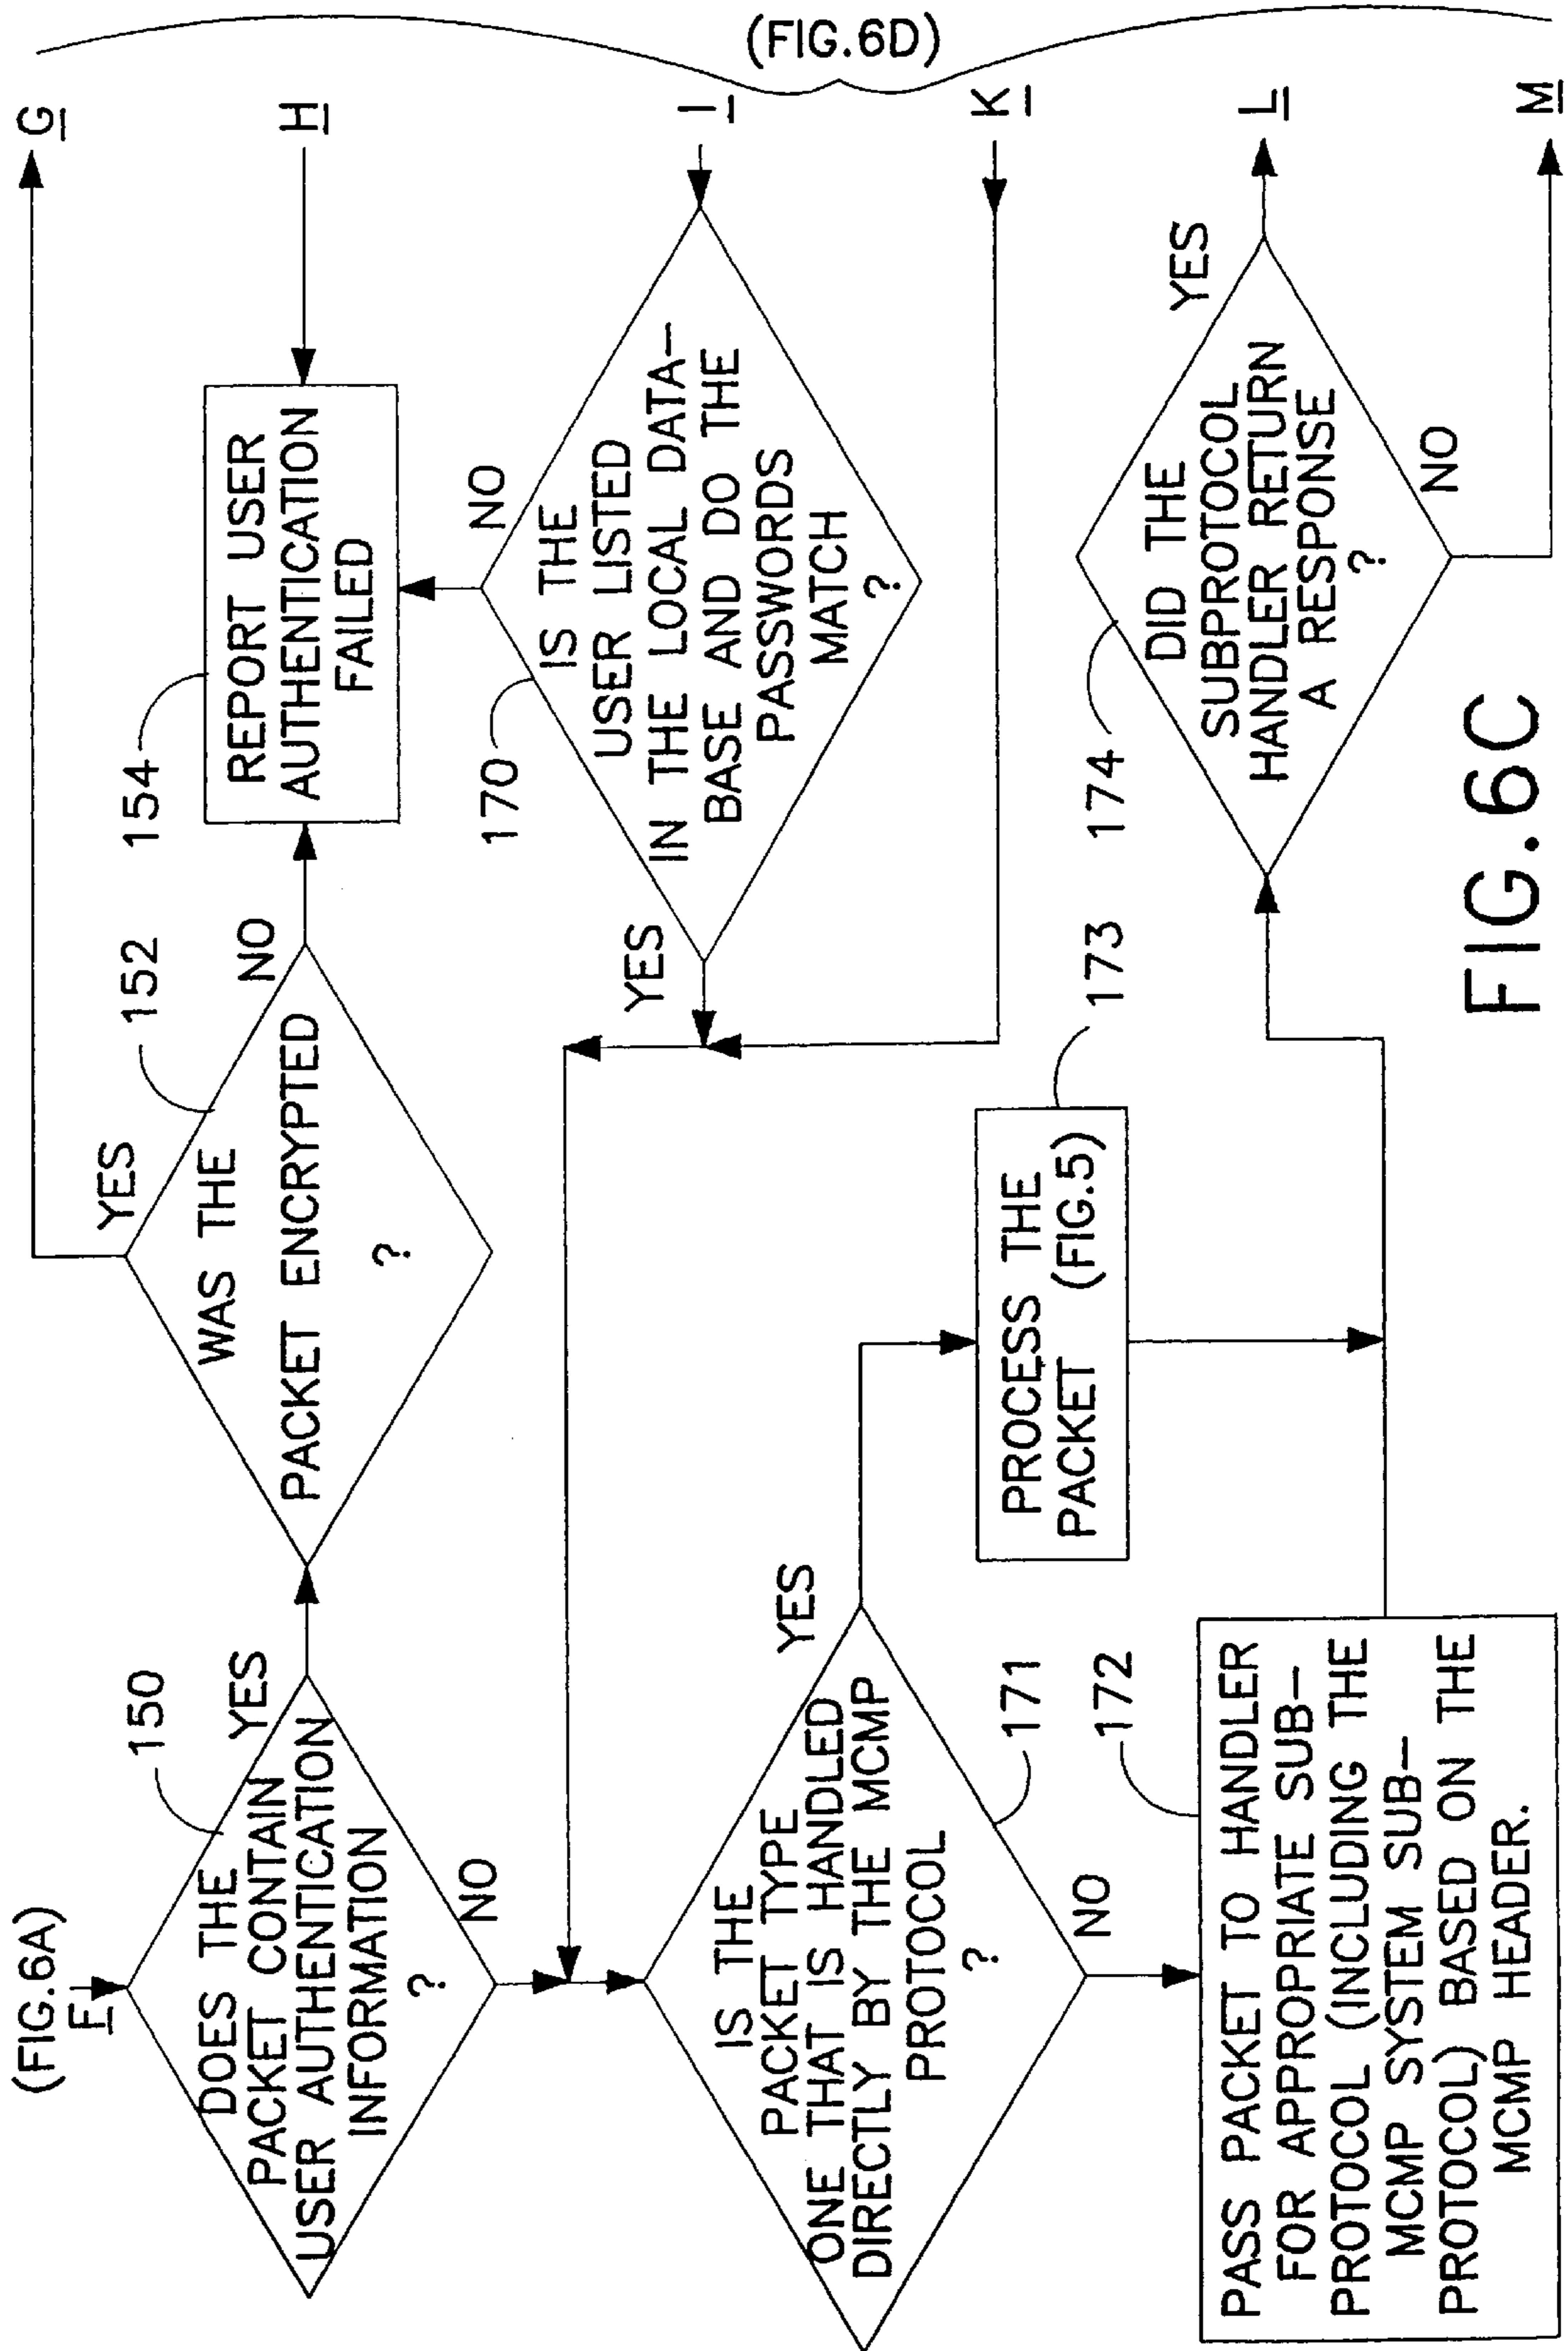 (FIG.6A)
F
DOES THE
PACKET CONTAIN
USER AUTHENTICATION
INFORMATION
?
150
YES
NO
WAS THE
PACKET ENCRYPTED
?
152
YES
NO
G
154
REPORT USER
AUTHENTICATION
FAILED
H
NO
170
IS THE
USER LISTED
IN THE LOCAL DATA–
BASE AND DO THE
PASSWORDS
MATCH
?
YES
I
K
(FIG.6D)
IS THE
PACKET TYPE
ONE THAT IS HANDLED
DIRECTLY BY THE MCMP
PROTOCOL
?
YES
171
NO
PROCESS THE
PACKET (FIG.5)
173
172
PASS PACKET TO HANDLER
FOR APPROPRIATE SUB–
PROTOCOL (INCLUDING THE
MCMP SYSTEM SUB–
PROTOCOL) BASED ON THE
MCMP HEADER.
174
DID THE
SUBPROTOCOL
HANDLER RETURN
A RESPONSE
?
YES
L
NO
M
FIG.6C